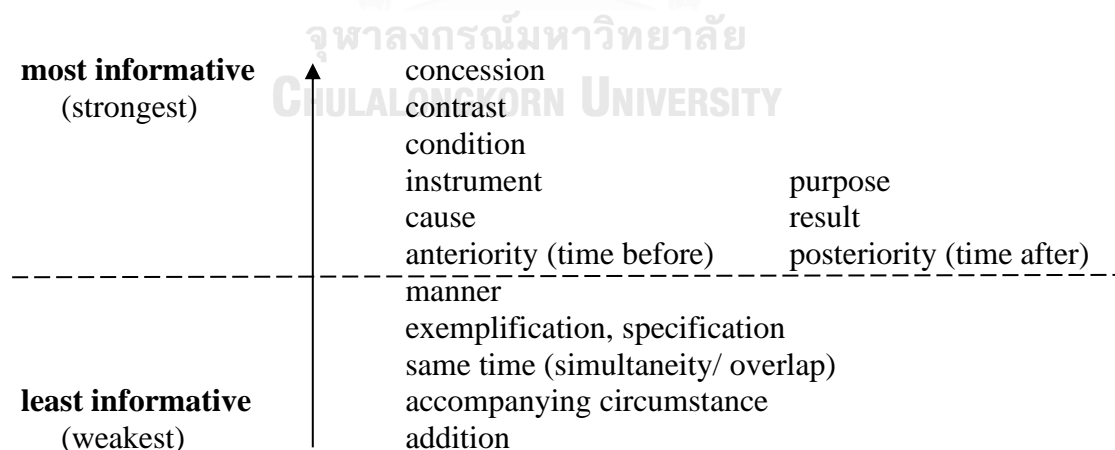 จุฬาลงกรณ์มหาวิทยาลัย
CHULALONGKORN UNIVERSITY
most informative concession
(strongest) contrast
condition
instrument purpose
cause result
anteriority (time before) posteriority (time after)
manner
exemplification, specification
same time (simultaneity/ overlap)
least informative accompanying circumstance
(weakest) addition